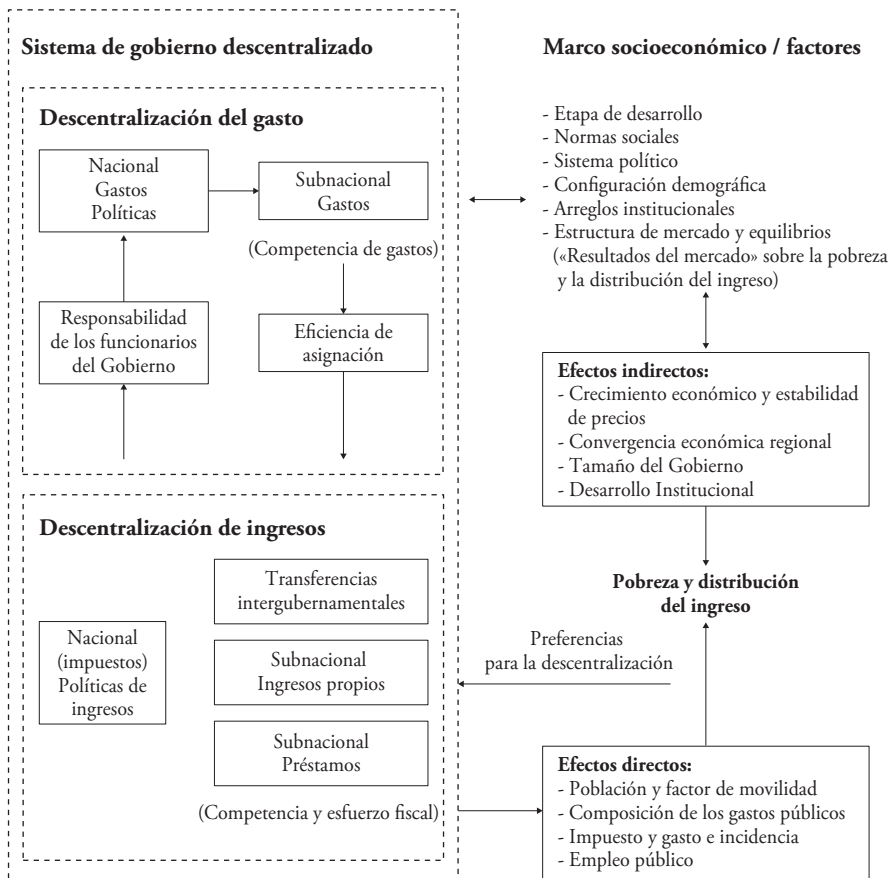 Sistema de gobierno descentralizado
Descentralización del gasto
Nacional
Gastos
Políticas
Subnacional
Gastos
(Competencia de gastos)
Responsabilidad
de los funcionarios
del Gobierno
Eficiencia de
asignación
Descentralización de ingresos
Transferencias
intergubernamentales
Nacional
(impuestos)
Políticas de
ingresos
Subnacional
Ingresos propios
Subnacional
Préstamos
(Competencia y esfuerzo fiscal)
Marco socioeconómico / factores
- Etapa de desarrollo
- Normas sociales
- Sistema político
- Configuración demográfica
- Arreglos institucionales
- Estructura de mercado y equilibrios
(«Resultados del mercado» sobre la pobreza
y la distribución del ingreso)
Efectos indirectos:
- Crecimiento económico y estabilidad
de precios
- Convergencia económica regional
- Tamaño del Gobierno
- Desarrollo Institucional
Pobreza y distribución
del ingreso
Preferencias
para la descentralización
Efectos directos:
- Población y factor de movilidad
- Composición de los gastos públicos
- Impuesto y gasto e incidencia
- Empleo público